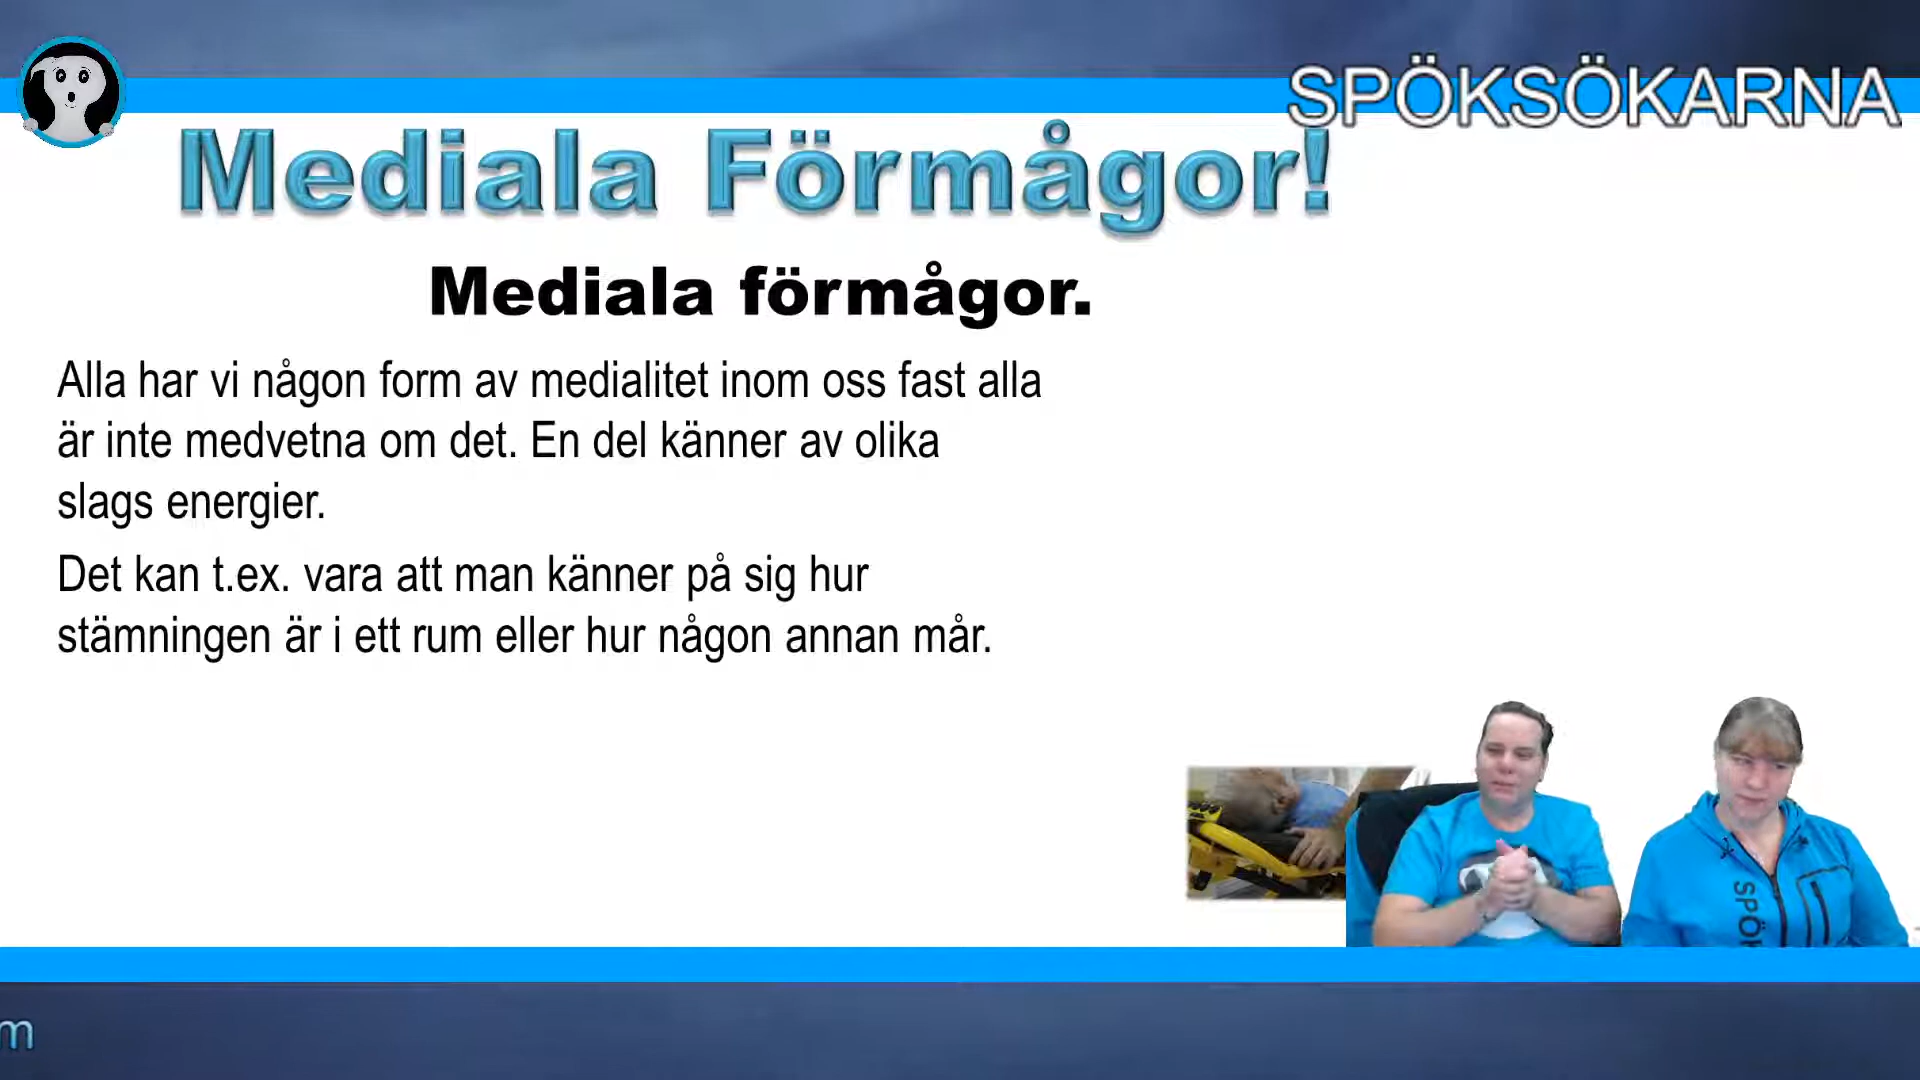 SPÖKSÖKARNA
Mediala Förmågor!
Mediala förmågor.
Alla har vi någon form av medialitet inom oss fast alla
är inte medvetna om det. En del känner av olika
slags energier.
Det kan t.ex. vara att man känner på sig hur
stämningen är i ett rum eller hur någon annan mår.
SPÖK
m